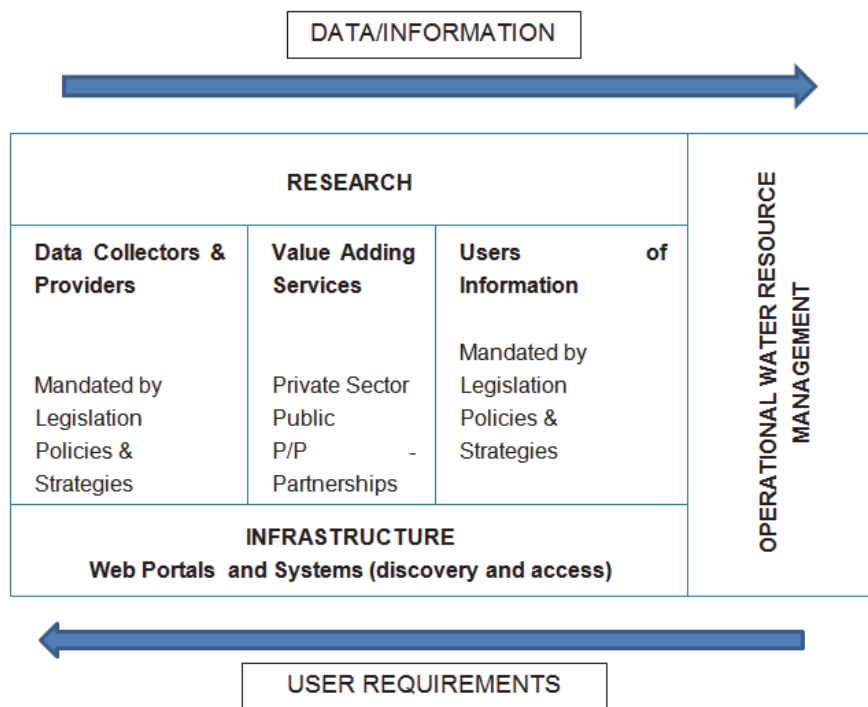 DATA/INFORMATION
RESEARCH
Data Collectors &
Providers
Mandated by
Legislation
Policies &
Strategies
Value Adding
Services
Private Sector
Public
P/P -
Partnerships
Users of
Information
Mandated by
Legislation
Policies &
Strategies
OPERATIONAL WATER RESOURCE
MANAGEMENT
INFRASTRUCTURE
Web Portals and Systems (discovery and access)
USER REQUIREMENTS